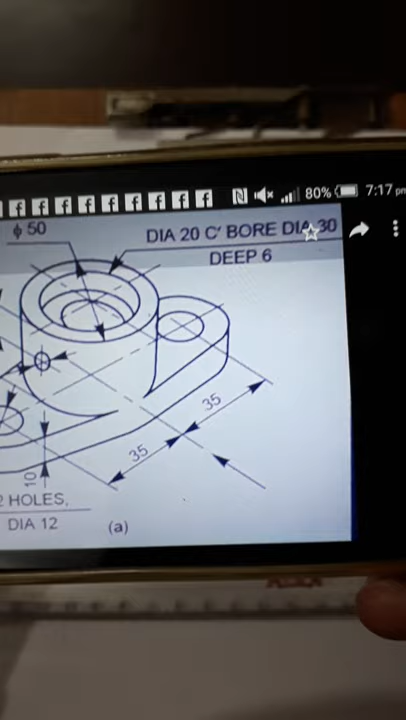 f f f f f f f f f N 80% 7:17 pm
ϕ 50
DIA 20 C' BORE DIA 30
DEEP 6
35
35
10
2 HOLES,
DIA 12
(a)